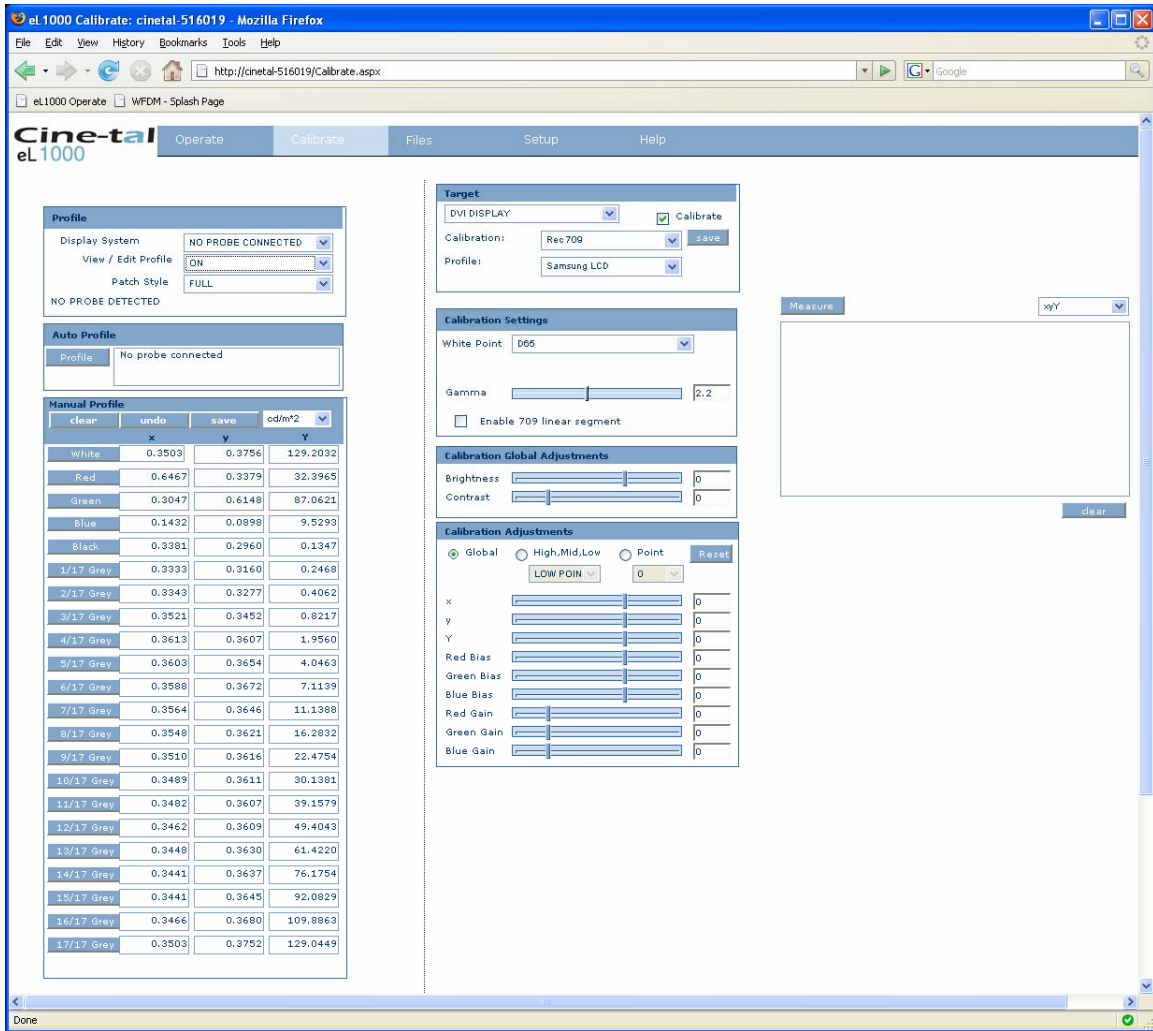 eL1000 Calibrate: cinetal-516019 - Mozilla Firefox
File Edit View History Bookmarks Tools Help
http://cinetal-516019/Calibrate.aspx
G Google
eL1000 Operate WFDM - Splash Page
Cine-tal
eL1000
Operate Calibrate Files Setup Help
Profile
Display System NO PROBE CONNECTED
View / Edit Profile ON
Patch Style FULL
NO PROBE DETECTED
Auto Profile
Profile No probe connected
Manual Profile
clear undo save cd/m^2
x y Y
White 0.3503 0.3756 129.2032
Red 0.6467 0.3379 32.3965
Green 0.3047 0.6148 87.0621
Blue 0.1432 0.0898 9.5293
Black 0.3381 0.2960 0.1347
1/17 Grey 0.3333 0.3160 0.2468
2/17 Grey 0.3343 0.3277 0.4062
3/17 Grey 0.3521 0.3452 0.8217
4/17 Grey 0.3613 0.3607 1.9560
5/17 Grey 0.3603 0.3654 4.0463
6/17 Grey 0.3588 0.3672 7.1139
7/17 Grey 0.3564 0.3646 11.1388
8/17 Grey 0.3548 0.3621 16.2832
9/17 Grey 0.3510 0.3616 22.4754
10/17 Grey 0.3489 0.3611 30.1381
11/17 Grey 0.3482 0.3607 39.1579
12/17 Grey 0.3462 0.3609 49.4043
13/17 Grey 0.3448 0.3630 61.4220
14/17 Grey 0.3441 0.3637 76.1754
15/17 Grey 0.3441 0.3645 92.0829
16/17 Grey 0.3466 0.3680 109.8863
17/17 Grey 0.3503 0.3752 129.0449
Target
DVI DISPLAY Calibrate
Calibration: Rec 709 save
Profile: Samsung LCD
Calibration Settings
White Point D65
Gamma 2.2
Enable 709 linear segment
Calibration Global Adjustments
Brightness 0
Contrast 0
Calibration Adjustments
Global High,Mid,Low Point Reset
LOW POIN 0
x 0
y 0
Y 0
Red Bias 0
Green Bias 0
Blue Bias 0
Red Gain 0
Green Gain 0
Blue Gain 0
Measure xyY
clear
Done